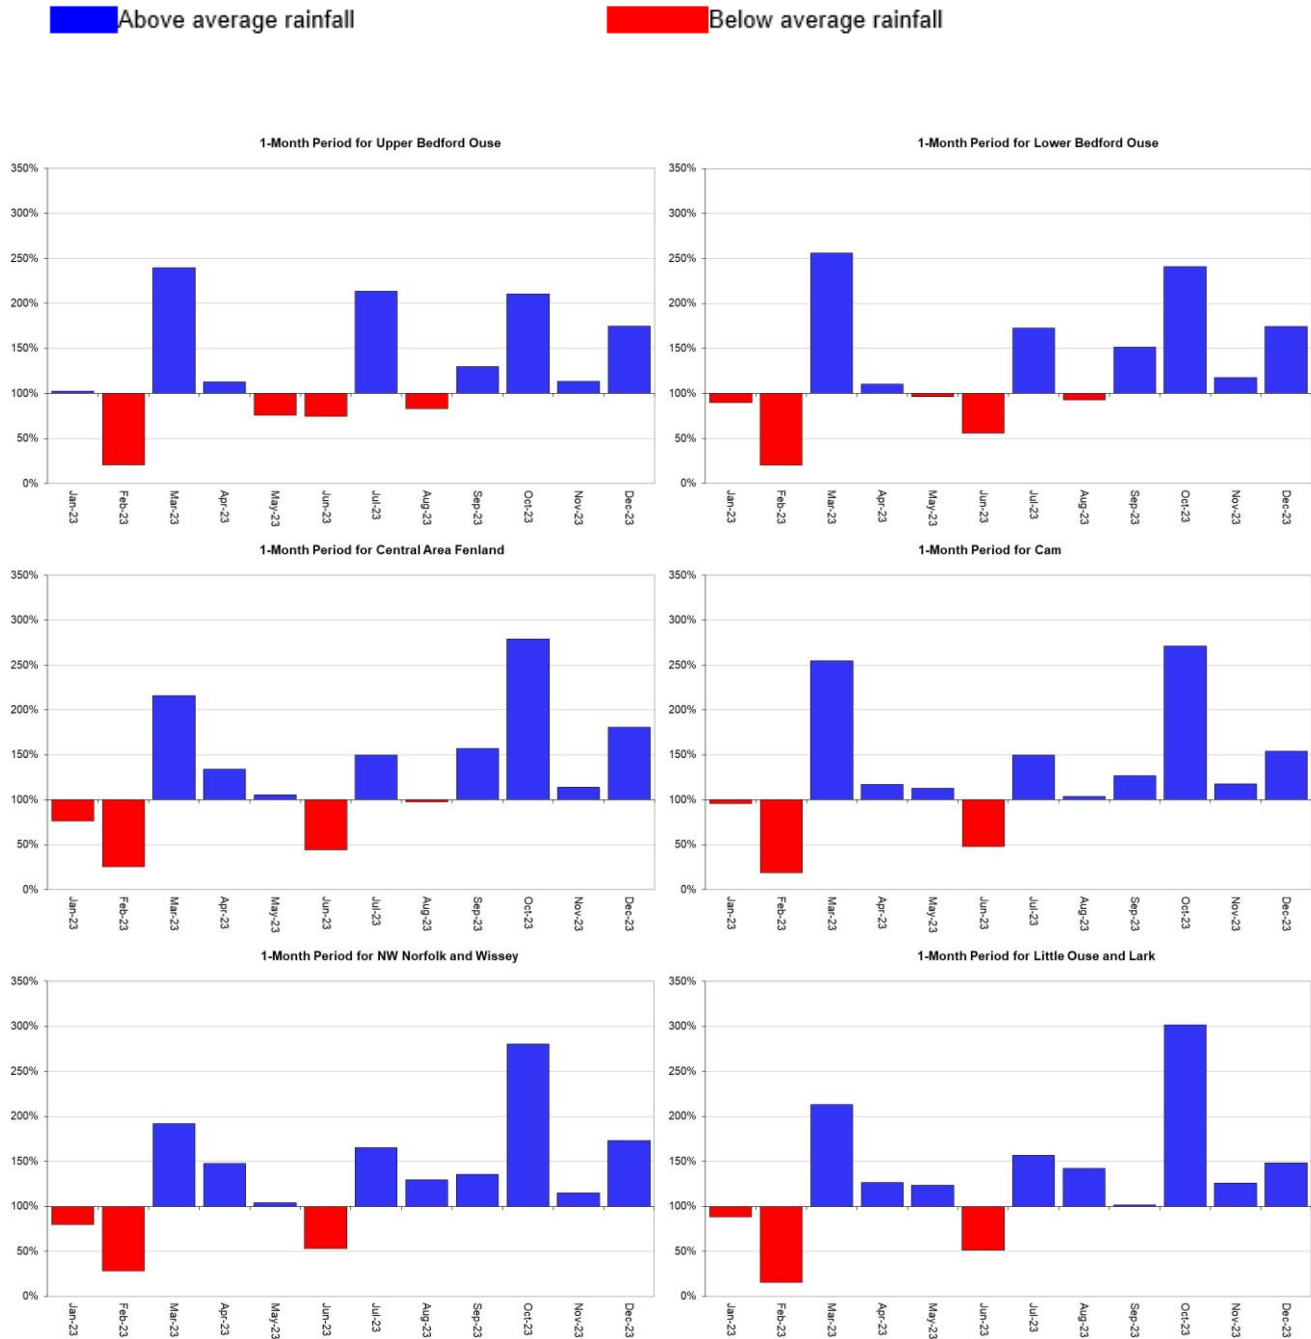 Above average rainfall
Below average rainfall
1-Month Period for Upper Bedford Ouse
350%
300%
250%
200%
150%
100%
50%
0%
Jan-23
Feb-23
Mar-23
Apr-23
May-23
Jun-23
Jul-23
Aug-23
Sep-23
Oct-23
Nov-23
Dec-23
1-Month Period for Lower Bedford Ouse
350%
300%
250%
200%
150%
100%
50%
0%
Jan-23
Feb-23
Mar-23
Apr-23
May-23
Jun-23
Jul-23
Aug-23
Sep-23
Oct-23
Nov-23
Dec-23
1-Month Period for Central Area Fenland
350%
300%
250%
200%
150%
100%
50%
0%
Jan-23
Feb-23
Mar-23
Apr-23
May-23
Jun-23
Jul-23
Aug-23
Sep-23
Oct-23
Nov-23
Dec-23
1-Month Period for Cam
350%
300%
250%
200%
150%
100%
50%
0%
Jan-23
Feb-23
Mar-23
Apr-23
May-23
Jun-23
Jul-23
Aug-23
Sep-23
Oct-23
Nov-23
Dec-23
1-Month Period for NW Norfolk and Wissey
350%
300%
250%
200%
150%
100%
50%
0%
Jan-23
Feb-23
Mar-23
Apr-23
May-23
Jun-23
Jul-23
Aug-23
Sep-23
Oct-23
Nov-23
Dec-23
1-Month Period for Little Ouse and Lark
350%
300%
250%
200%
150%
100%
50%
0%
Jan-23
Feb-23
Mar-23
Apr-23
May-23
Jun-23
Jul-23
Aug-23
Sep-23
Oct-23
Nov-23
Dec-23